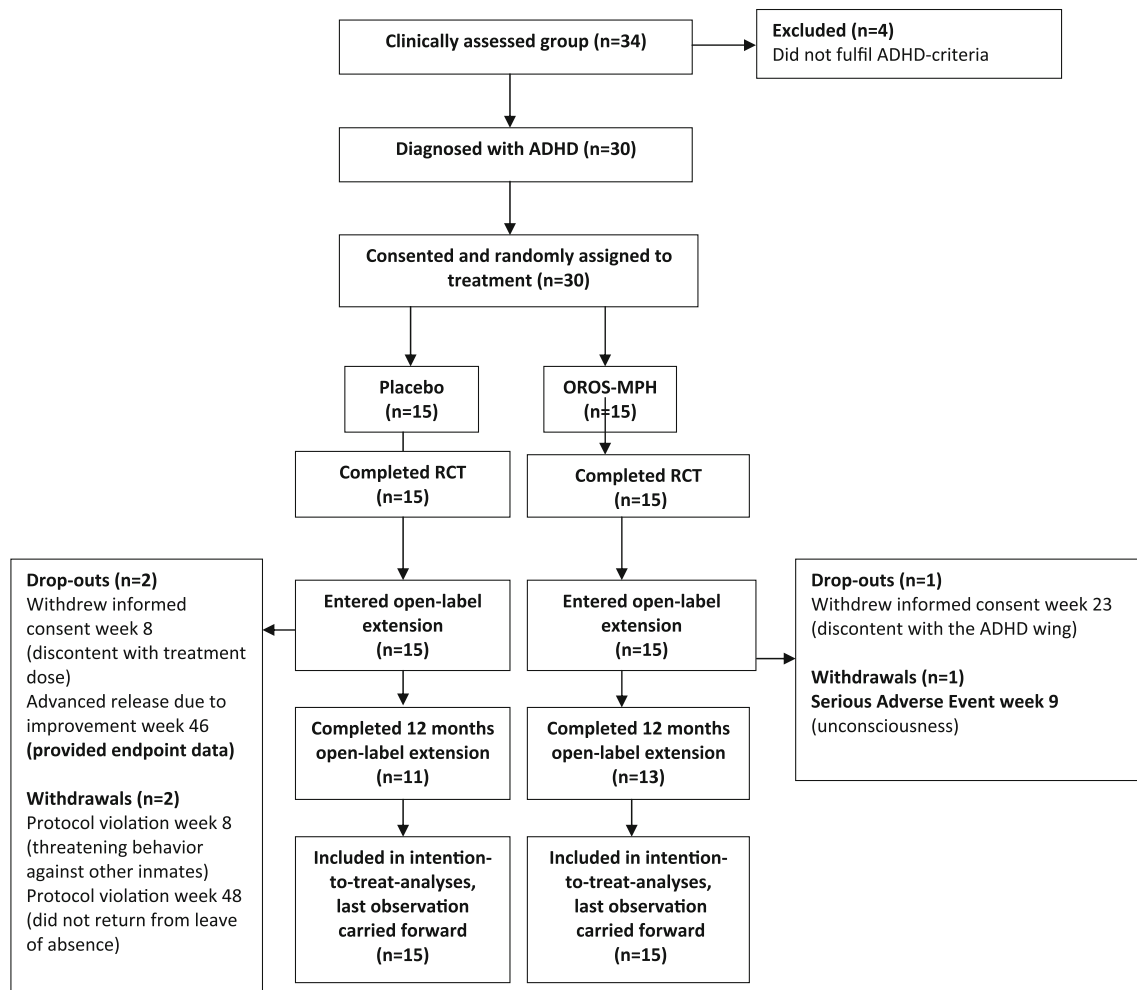 Clinically assessed group (n=34)
Excluded (n=4)
Did not fulfil ADHD-criteria
Diagnosed with ADHD (n=30)
Consented and randomly assigned to
treatment (n=30)
Placebo
(n=15)
OROS-MPH
(n=15)
Completed RCT
(n=15)
Completed RCT
(n=15)
Drop-outs (n=2)
Withdrew informed
consent week 8
(discontent with treatment
dose)
Advanced release due to
improvement week 46
(provided endpoint data)
Withdrawals (n=2)
Protocol violation week 8
(threatening behavior
against other inmates)
Protocol violation week 48
(did not return from leave
of absence)
Entered open-label
extension
(n=15)
Entered open-label
extension
(n=15)
Drop-outs (n=1)
Withdrew informed consent week 23
(discontent with the ADHD wing)
Withdrawals (n=1)
Serious Adverse Event week 9
(unconsciousness)
Completed 12 months
open-label extension
(n=11)
Completed 12 months
open-label extension
(n=13)
Included in intention-
to-treat-analyses,
last observation
carried forward
(n=15)
Included in intention-
to-treat-analyses,
last observation
carried forward
(n=15)